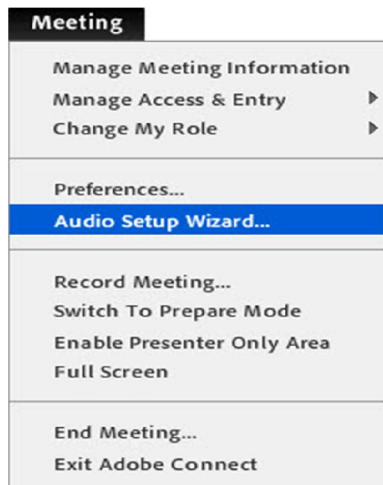 Meeting
Manage Meeting Information
Manage Access & Entry
Change My Role
Preferences...
Audio Setup Wizard...
Record Meeting...
Switch To Prepare Mode
Enable Presenter Only Area
Full Screen
End Meeting...
Exit Adobe Connect